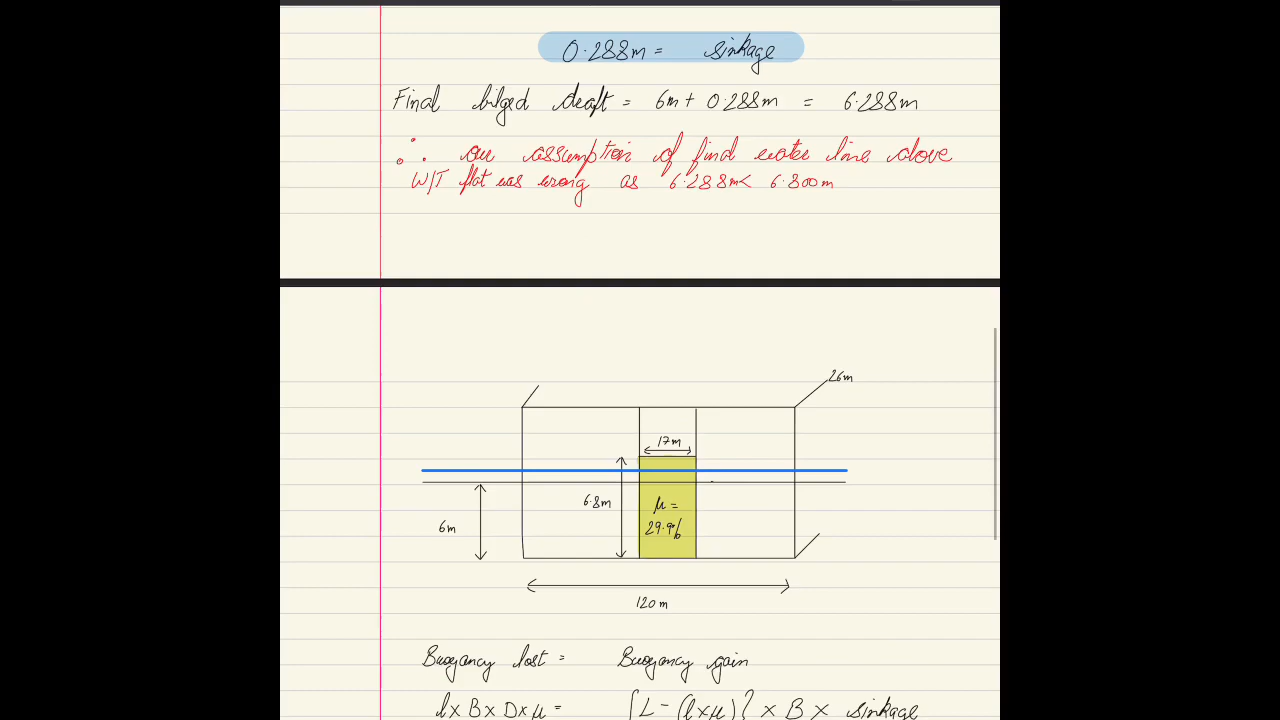 0.288m = sinkage
Final bilged draft = 6m + 0.288m = 6.288m
∴ our assumption of final water line above
W/T flat was wrong as 6.288m < 6.800m
26m
17m
6.8m
μ =
29.9%
6m
120m
Buoyancy lost = Buoyancy gain
l x B x D x μ = {L - (l x μ)} x B x sinkage